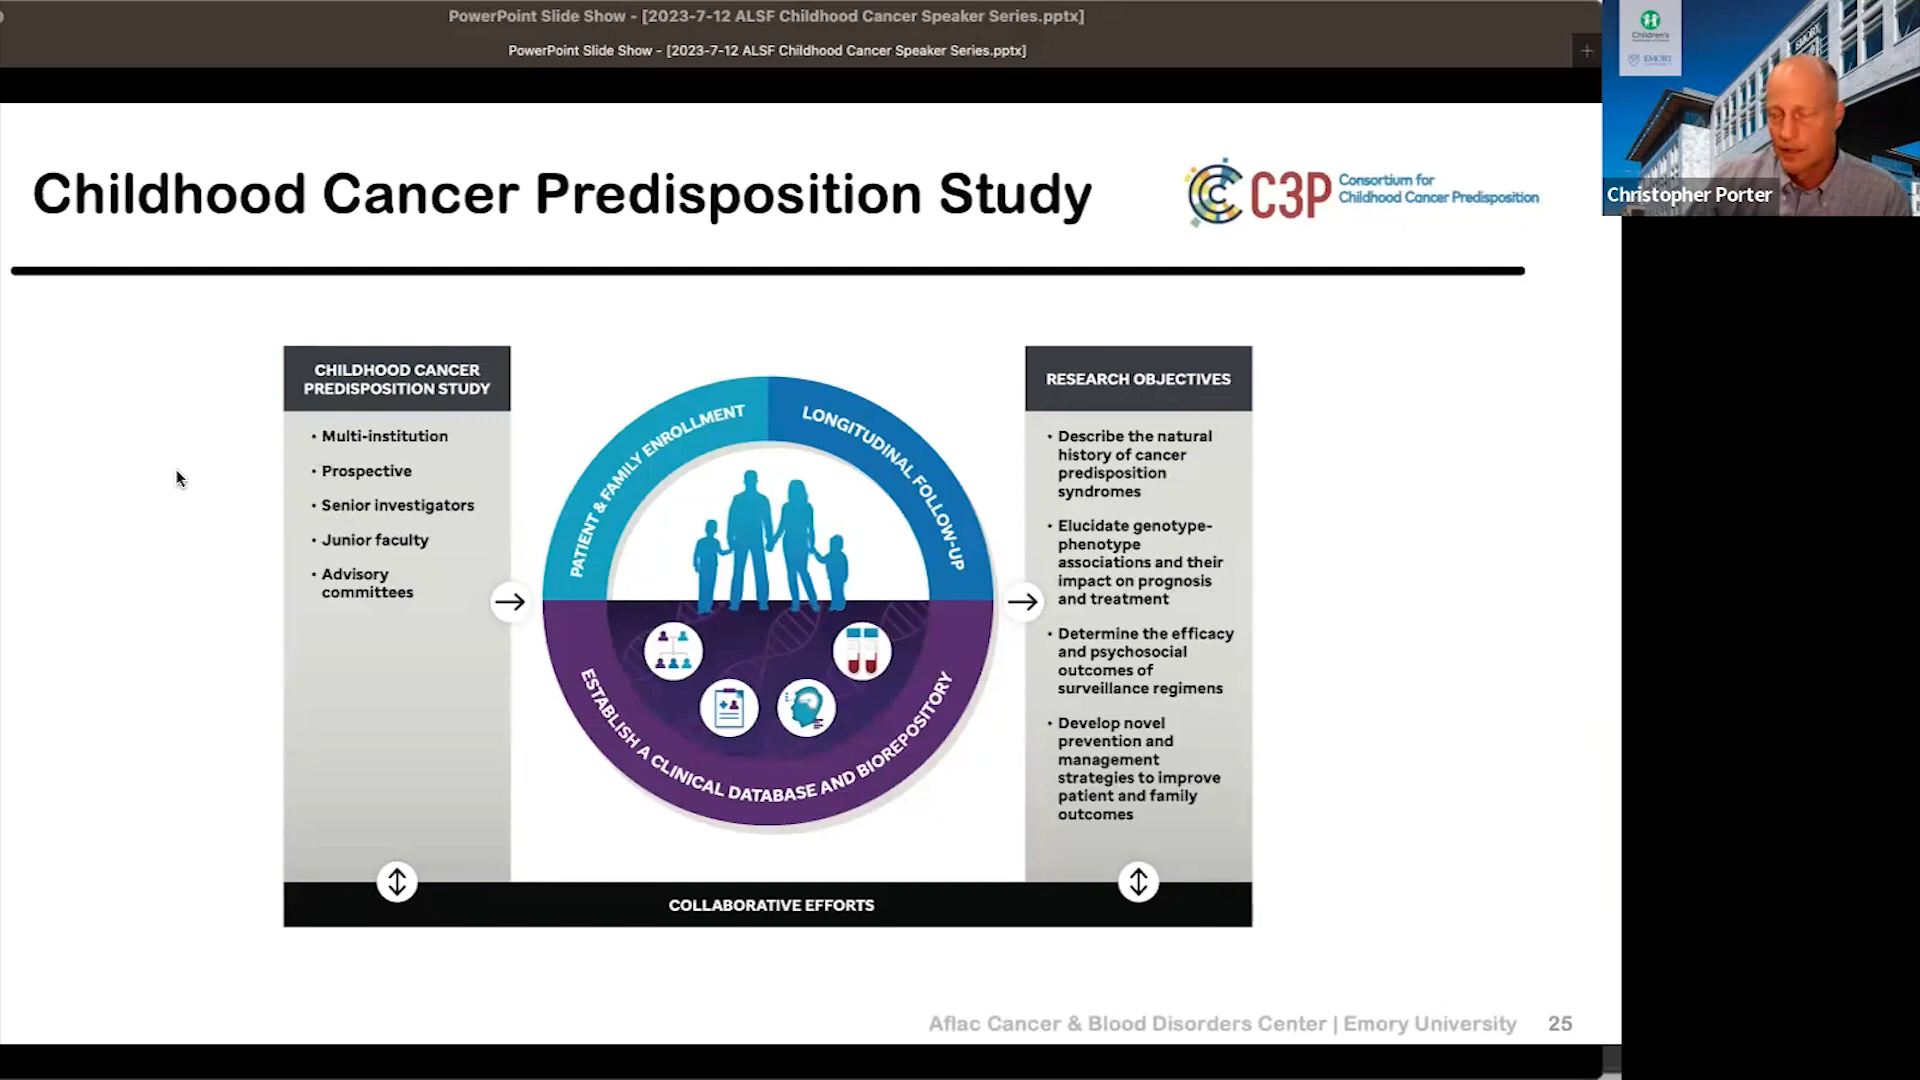 PowerPoint Slide Show - [2023-7-12 ALSF Childhood Cancer Speaker Series.pptx]
PowerPoint Slide Show - [2023-7-12 ALSF Childhood Cancer Speaker Series.pptx]
Children's
EMORY
EMORY
Christopher Porter
Childhood Cancer Predisposition Study
C3P
Consortium for
Childhood Cancer Predisposition
CHILDHOOD CANCER
PREDISPOSITION STUDY
• Multi-institution
• Prospective
• Senior investigators
• Junior faculty
• Advisory
committees
PATIENT & FAMILY ENROLLMENT
LONGITUDINAL FOLLOW-UP
ESTABLISH A CLINICAL DATABASE AND BIOREPOSITORY
RESEARCH OBJECTIVES
• Describe the natural
history of cancer
predisposition
syndromes
• Elucidate genotype-
phenotype
associations and their
impact on prognosis
and treatment
• Determine the efficacy
and psychosocial
outcomes of
surveillance regimens
• Develop novel
prevention and
management
strategies to improve
patient and family
outcomes
COLLABORATIVE EFFORTS
Aflac Cancer & Blood Disorders Center | Emory University 25